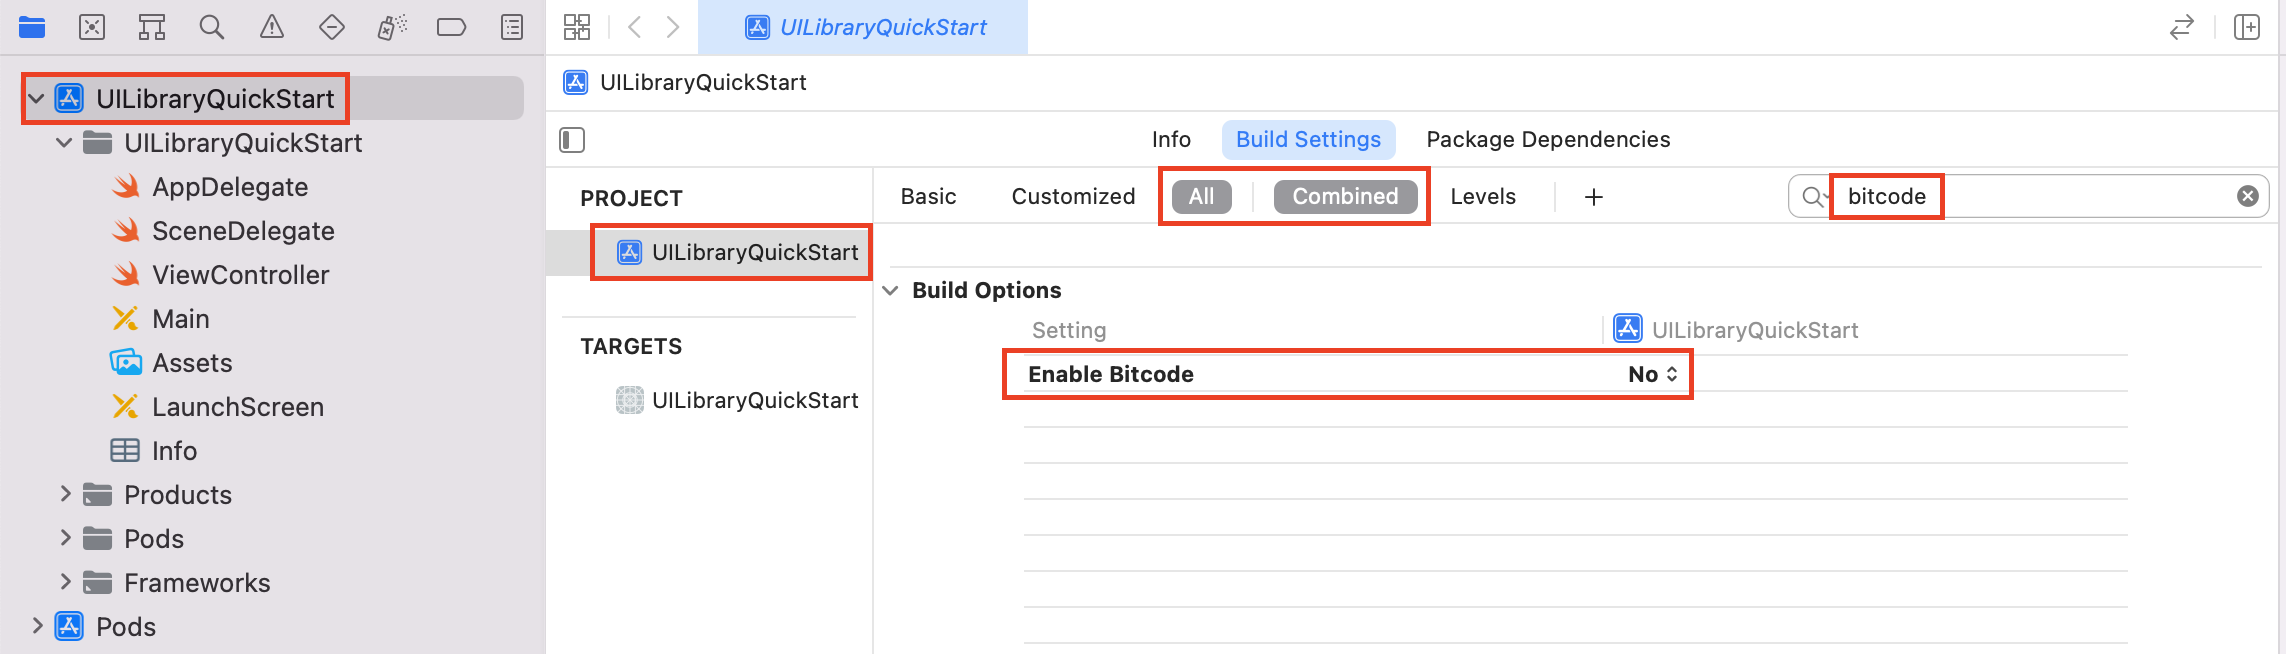 UILibraryQuickStart
UILibraryQuickStart
AppDelegate
SceneDelegate
ViewController
Main
Assets
LaunchScreen
Info
Products
Pods
Frameworks
Pods
UILibraryQuickStart
UILibraryQuickStart
Info Build Settings Package Dependencies
PROJECT
UILibraryQuickStart
TARGETS
UILibraryQuickStart
Basic Customized All Combined Levels + bitcode
Build Options
Setting UILibraryQuickStart
Enable Bitcode No